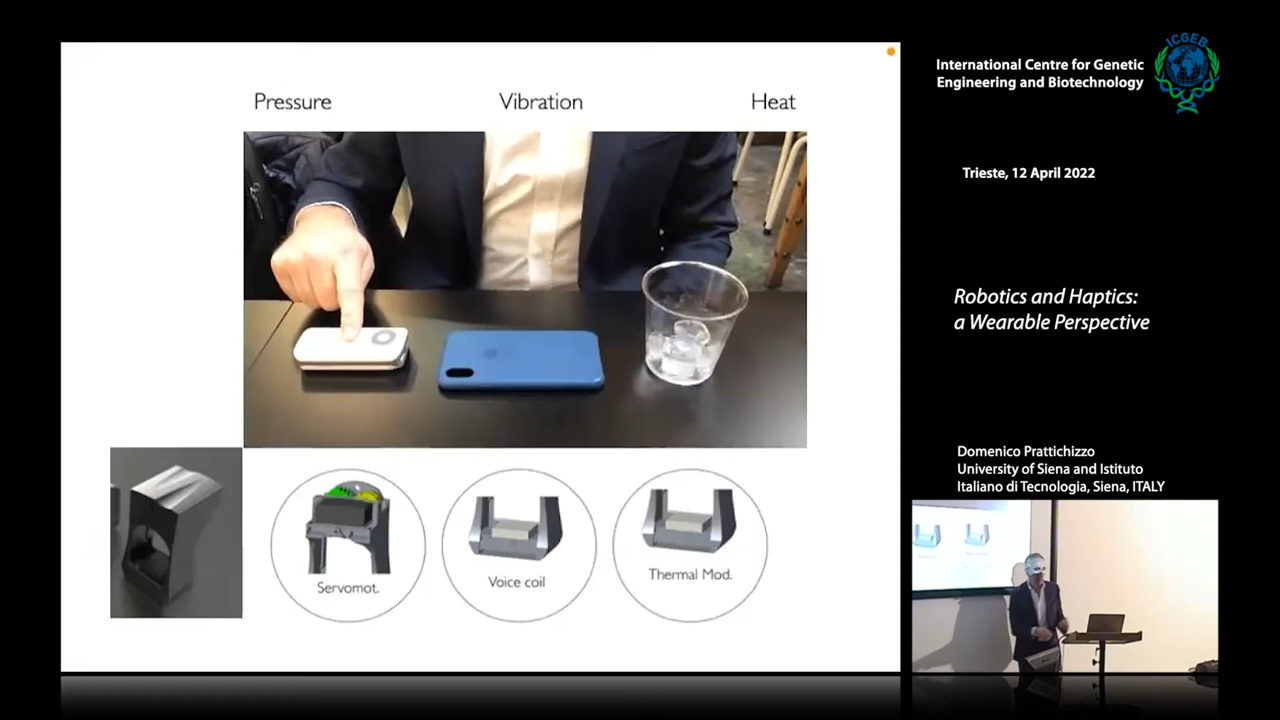 Pressure
Vibration
Heat
Servomot.
Voice coil
Thermal Mod.
ICGEB
International Centre for Genetic
Engineering and Biotechnology
Trieste, 12 April 2022
Robotics and Haptics:
a Wearable Perspective
Domenico Prattichizzo
University of Siena and Istituto
Italiano di Tecnologia, Siena, ITALY